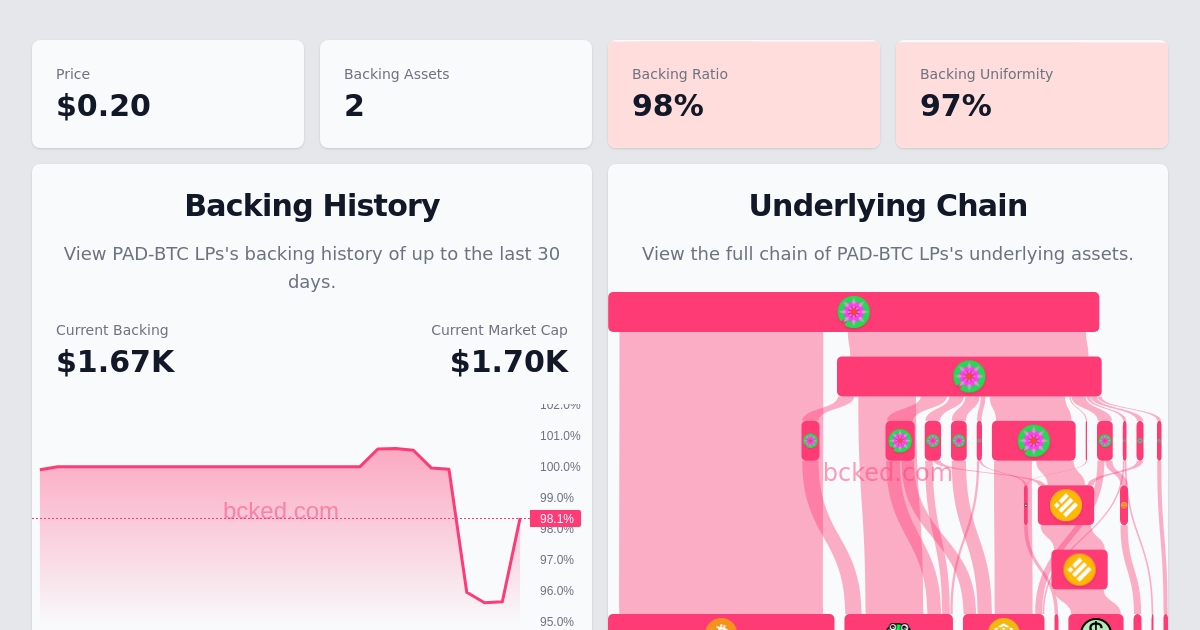 Price
$0.20
Backing Assets
2
Backing Ratio
98%
Backing Uniformity
97%
Backing History
View PAD-BTC LPs's backing history of up to the last 30
days.
Current Backing
$1.67K
Current Market Cap
$1.70K
102.0%
101.0%
100.0%
99.0%
98.1%
98.0%
97.0%
96.0%
95.0%
bcked.com
Underlying Chain
View the full chain of PAD-BTC LPs's underlying assets.
bcked.com